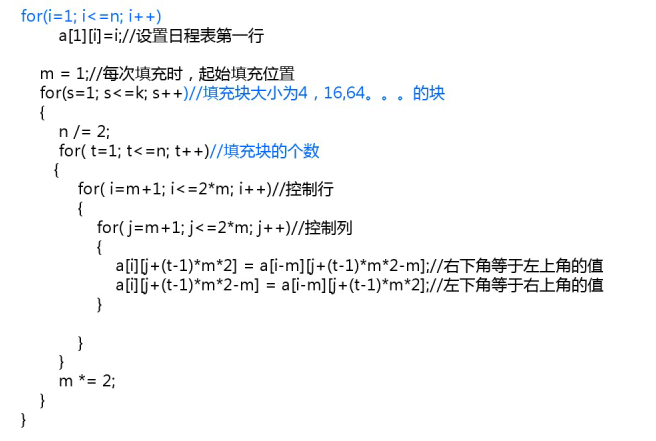 for(i=1; i<=n; i++)
a[1][i]=i;//设置日程表第一行
m = 1;//每次填充时，起始填充位置
for(s=1; s<=k; s++)//填充块大小为4，16,64。。。的块
{
n /= 2;
for( t=1; t<=n; t++)//填充块的个数
{
for( i=m+1; i<=2*m; i++)//控制行
{
for( j=m+1; j<=2*m; j++)//控制列
{
a[i][j+(t-1)*m*2] = a[i-m][j+(t-1)*m*2-m];//右下角等于左上角的值
a[i][j+(t-1)*m*2-m] = a[i-m][j+(t-1)*m*2];//左下角等于右上角的值
}
}
}
m *= 2;
}
}